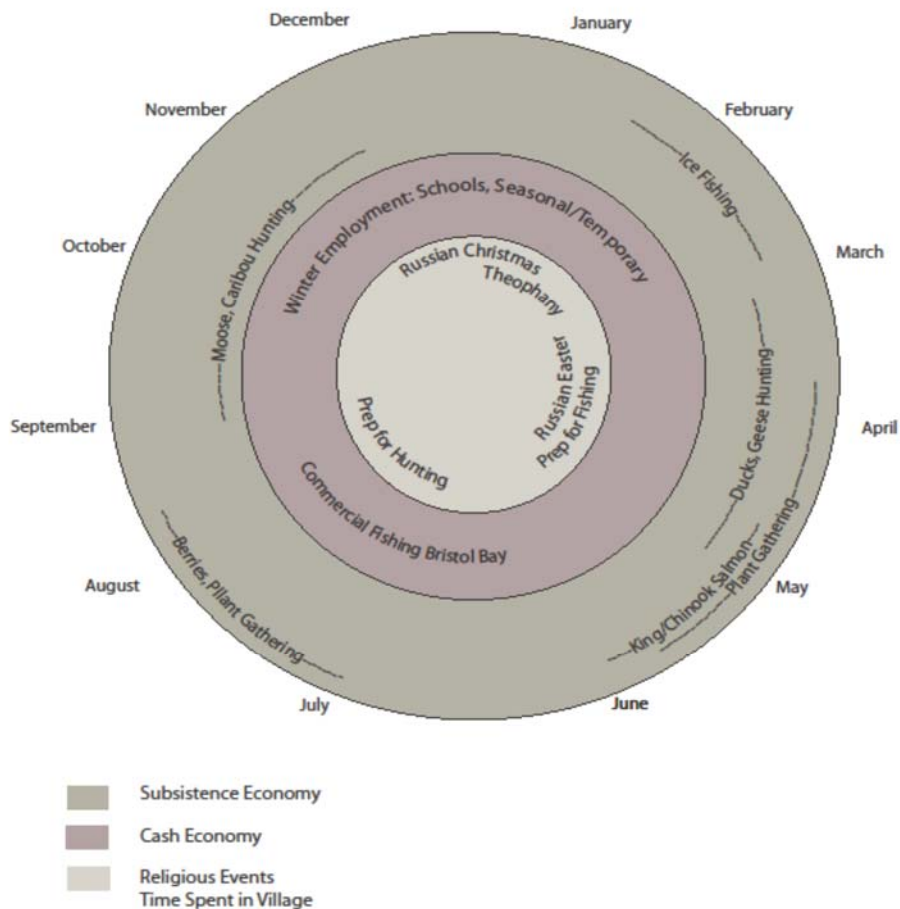 December
January
November
February
October
March
September
April
August
May
July
June
Ice Fishing
Moose, Caribou Hunting
Ducks, Geese Hunting
Plant Gathering
King/Chinook Salmon
Berries, Pllant Gathering
Winter Employment: Schools, Seasonal/Temporary
Commercial Fishing Bristol Bay
Russian Christmas
Theophany
Russian Easter
Prep for Fishing
Prep for Hunting
Subsistence Economy
Cash Economy
Religious Events
Time Spent in Village